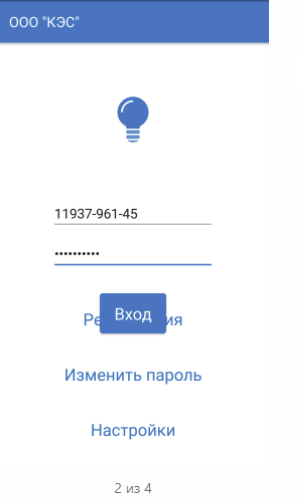 ООО "КЭС"
11937-961-45
••••••••••
Вход
Изменить пароль
Настройки
2 из 4